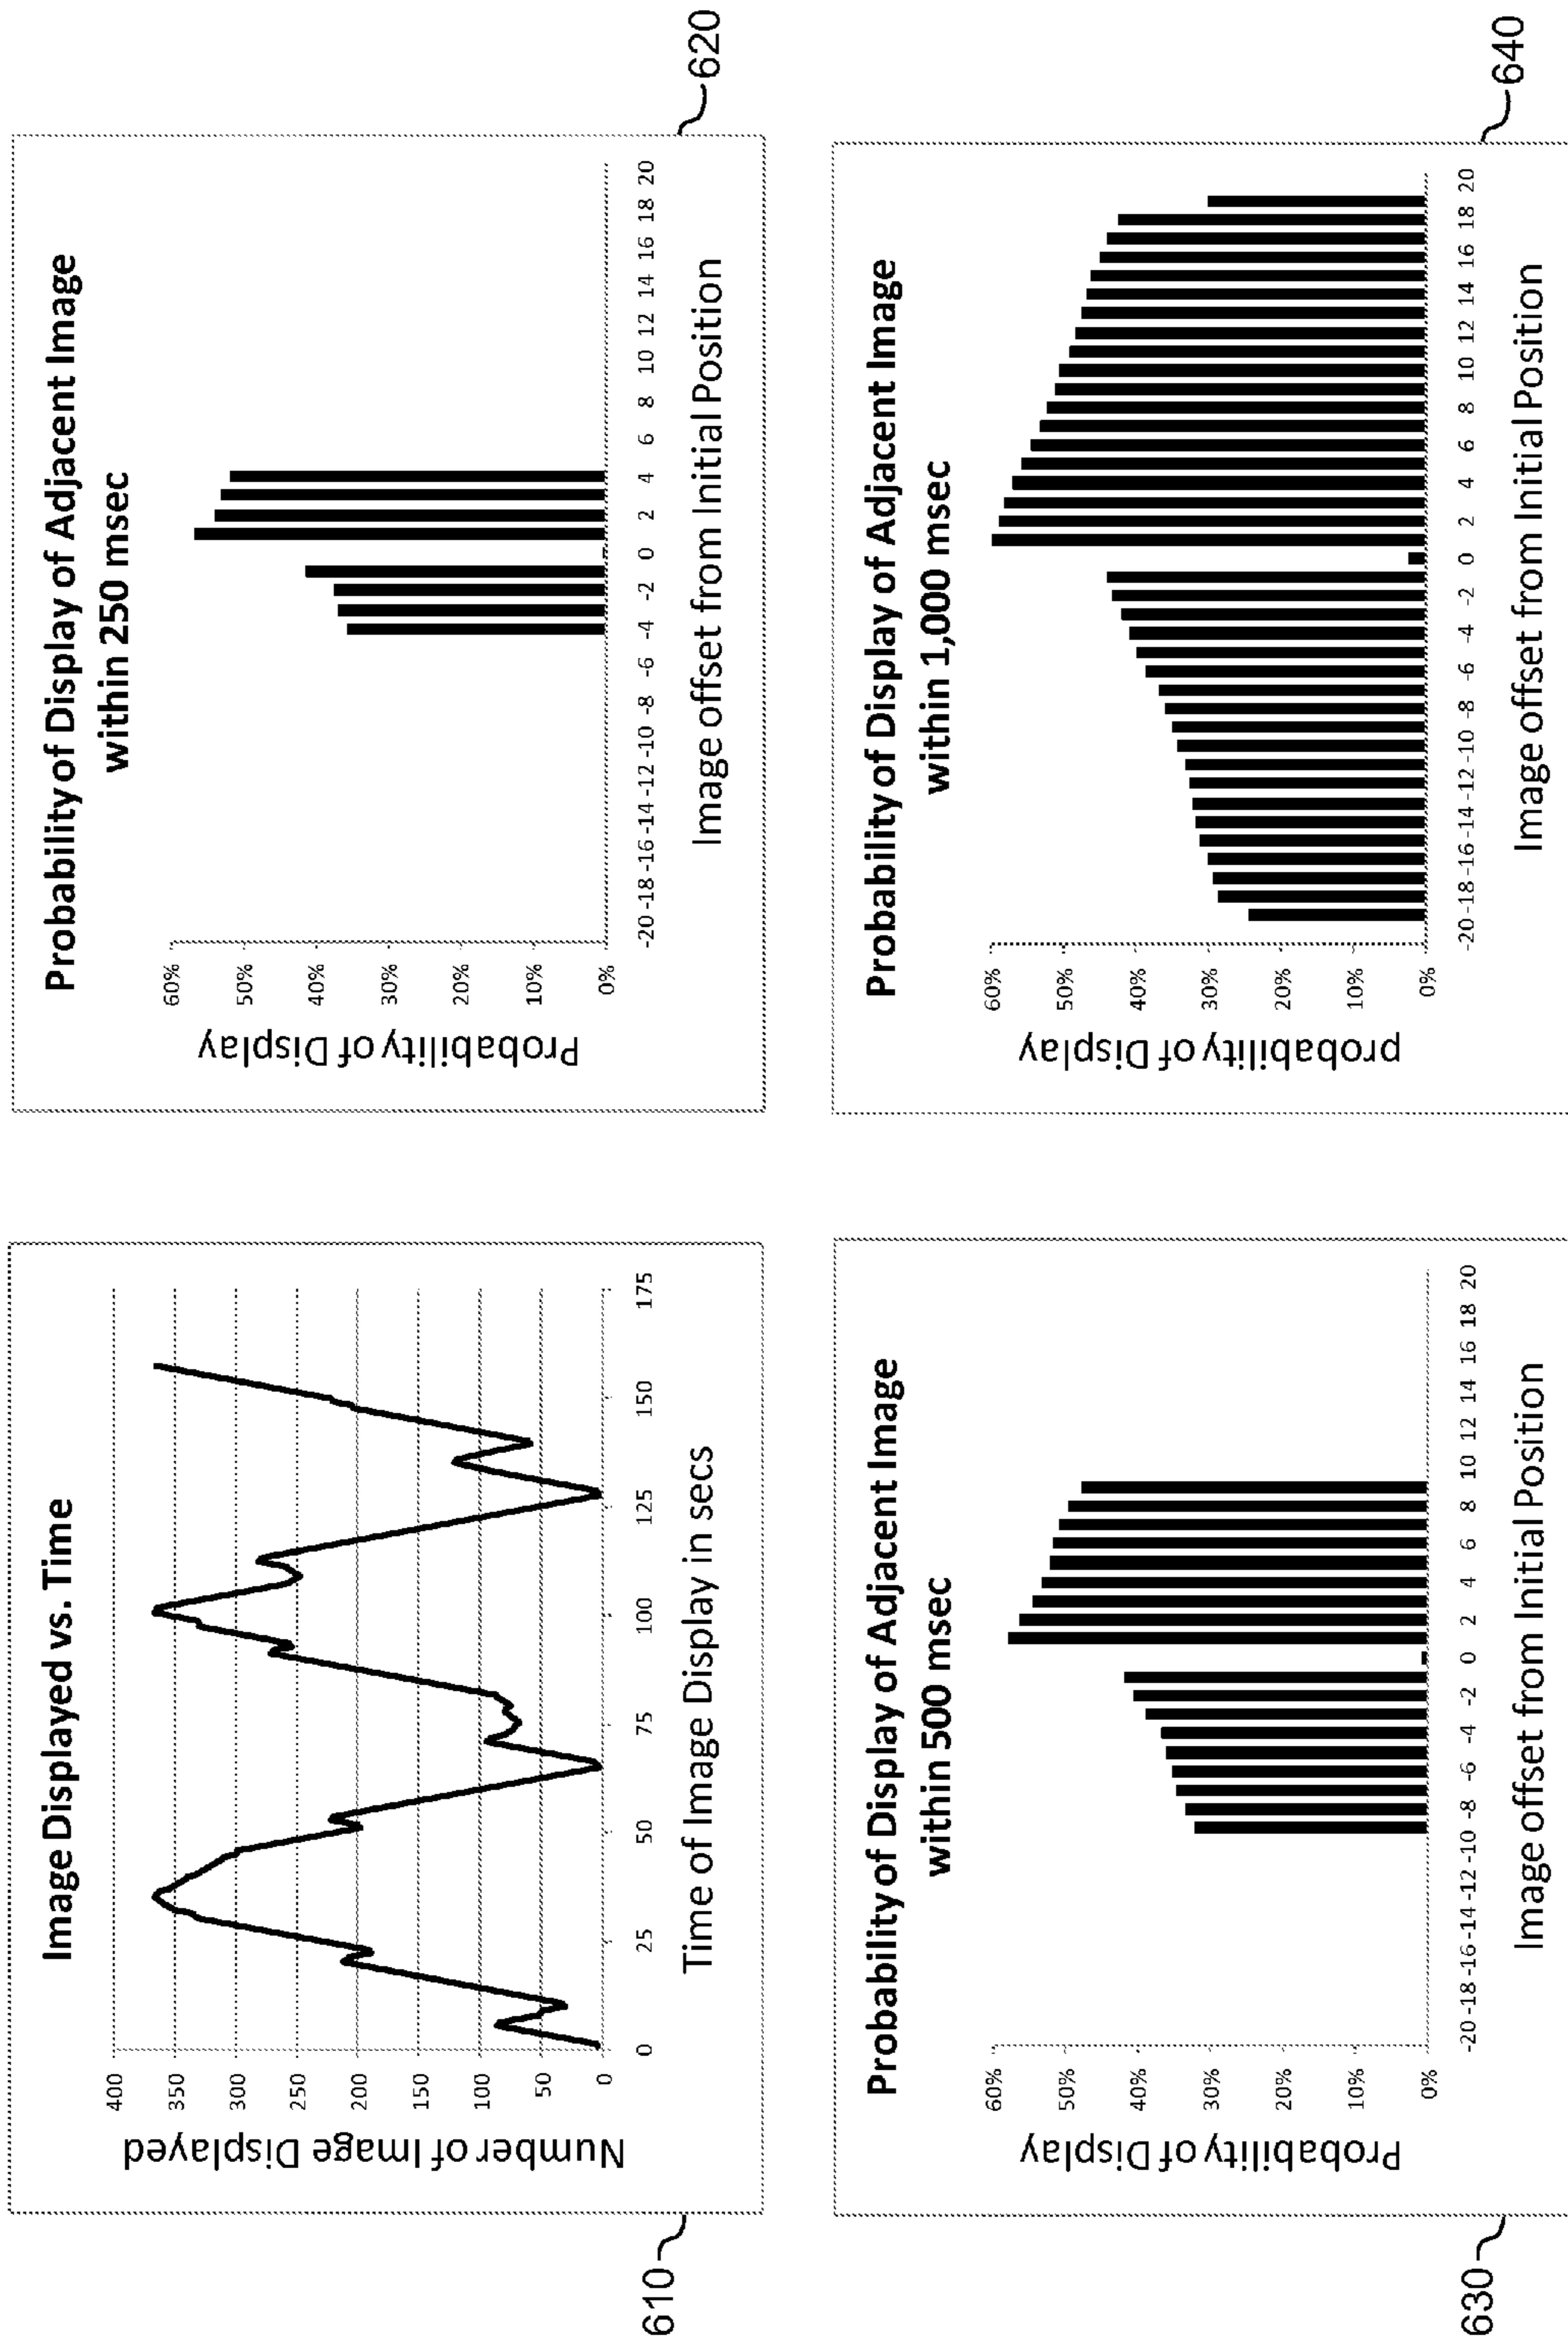 Image Displayed vs. Time
Number of Image Displayed
400
350
300
250
200
150
100
50
0
0 25 50 75 100 125 150 175
Time of Image Display in secs
610
Probability of Display of Adjacent Image
within 250 msec
Probability of Display
60%
50%
40%
30%
20%
10%
0%
-20 -18 -16 -14 -12 -10 -8 -6 -4 -2 0 2 4 6 8 10 12 14 16 18 20
Image offset from Initial Position
620
Probability of Display of Adjacent Image
within 500 msec
Probability of Display
60%
50%
40%
30%
20%
10%
0%
-20 -18 -16 -14 -12 -10 -8 -6 -4 -2 0 2 4 6 8 10 12 14 16 18 20
Image offset from Initial Position
630
Probability of Display of Adjacent Image
within 1,000 msec
probability of Display
60%
50%
40%
30%
20%
10%
0%
-20 -18 -16 -14 -12 -10 -8 -6 -4 -2 0 2 4 6 8 10 12 14 16 18 20
Image offset from Initial Position
640